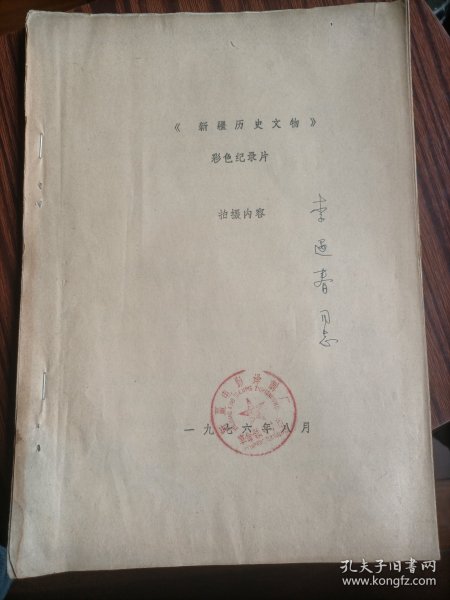 《新疆历史文物》
彩色纪录片
拍摄内容
李遇春同志
一九七六年八月
孔夫子旧书网
www.kongfz.com